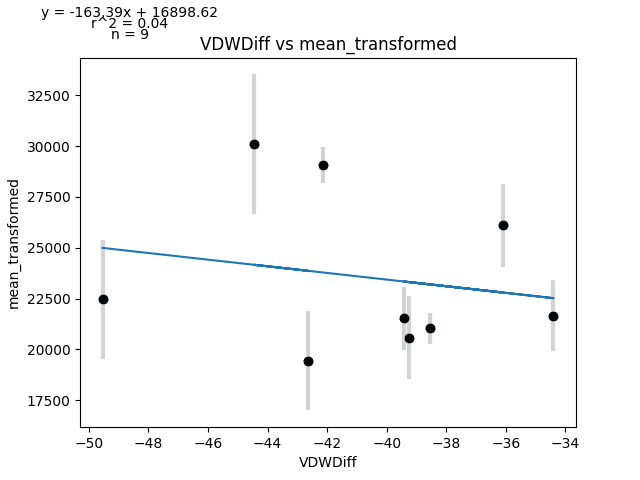 y = -163.39x + 16898.62
r^2 = 0.04
n = 9
VDWDiff vs mean_transformed
mean_transformed
32500
30000
27500
25000
22500
20000
17500
−50
−48
−46
−44
−42
−40
−38
−36
−34
VDWDiff